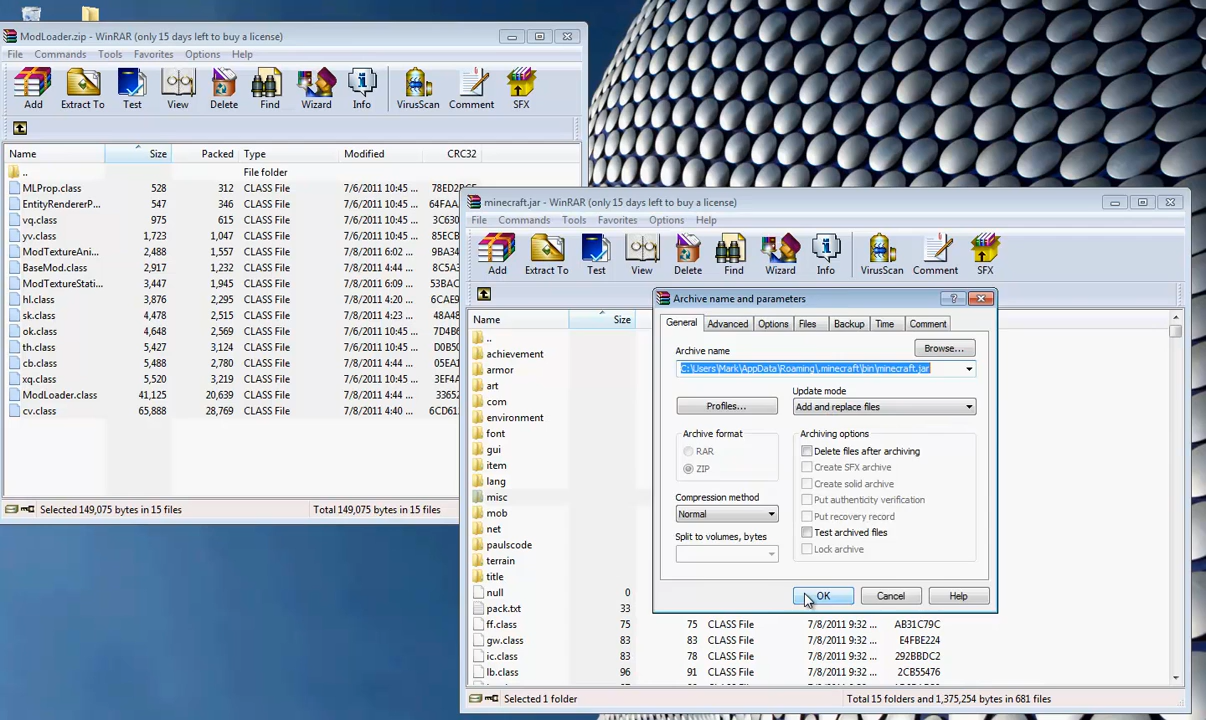 ModLoader.zip - WinRAR (only 15 days left to buy a license)
File Commands Tools Favorites Options Help
Add Extract To Test View Delete Find Wizard Info VirusScan Comment SFX
Name Size Packed Type Modified CRC32
.. File folder
MLProp.class 528 312 CLASS File 7/6/2011 10:45 ... 78ED2BCF
EntityRendererP... 547 346 CLASS File 7/6/2011 10:45 ... 64FAA
vq.class 975 615 CLASS File 7/6/2011 10:45 ... 3C630
yv.class 1,723 1,047 CLASS File 7/6/2011 10:45 ... 85ECB
ModTextureAni... 2,488 1,557 CLASS File 7/8/2011 6:02 ... 9BA34
BaseMod.class 2,917 1,232 CLASS File 7/8/2011 4:44 ... 8C5A3
ModTextureStati... 3,447 1,945 CLASS File 7/8/2011 6:09 ... 53BAC
hl.class 3,876 2,295 CLASS File 7/8/2011 4:20 ... 6CAE9
sk.class 4,478 2,515 CLASS File 7/8/2011 4:23 ... 48A48
ok.class 4,648 2,569 CLASS File 7/6/2011 10:45 ... 7D4B6
th.class 5,427 3,124 CLASS File 7/6/2011 10:45 ... D0B50
cb.class 5,488 2,780 CLASS File 7/6/2011 10:45 ... 05EA1
xq.class 5,520 3,219 CLASS File 7/6/2011 10:45 ... 3EF4A
ModLoader.class 41,125 20,639 CLASS File 7/8/2011 4:44 ... 33652
cv.class 65,888 28,769 CLASS File 7/8/2011 4:40 ... 6CD61
Selected 149,075 bytes in 15 files Total 149,075 bytes in 15 files
minecraft.jar - WinRAR (only 15 days left to buy a license)
File Commands Tools Favorites Options Help
Add Extract To Test View Delete Find Wizard Info VirusScan Comment SFX
Name Size
..
achievement
armor
art
com
environment
font
gui
item
lang
misc
mob
net
paulscode
terrain
title
null 0
pack.txt 33
ff.class 75 75 CLASS File 7/8/2011 9:32 ... AB31C79C
gw.class 83 83 CLASS File 7/8/2011 9:32 ... E4FBE224
ic.class 83 78 CLASS File 7/8/2011 9:32 ... 292BBDC2
lb.class 96 91 CLASS File 7/8/2011 9:32 ... 2CB55476
Selected 1 folder Total 15 folders and 1,375,254 bytes in 681 files
Archive name and parameters
General Advanced Options Files Backup Time Comment
Archive name Browse...
C:\Users\Mark\AppData\Roaming\.minecraft\bin\minecraft.jar
Profiles...
Update mode
Add and replace files
Archive format
RAR
ZIP
Compression method
Normal
Split to volumes, bytes
Archiving options
Delete files after archiving
Create SFX archive
Create solid archive
Put authenticity verification
Put recovery record
Test archived files
Lock archive
OK Cancel Help